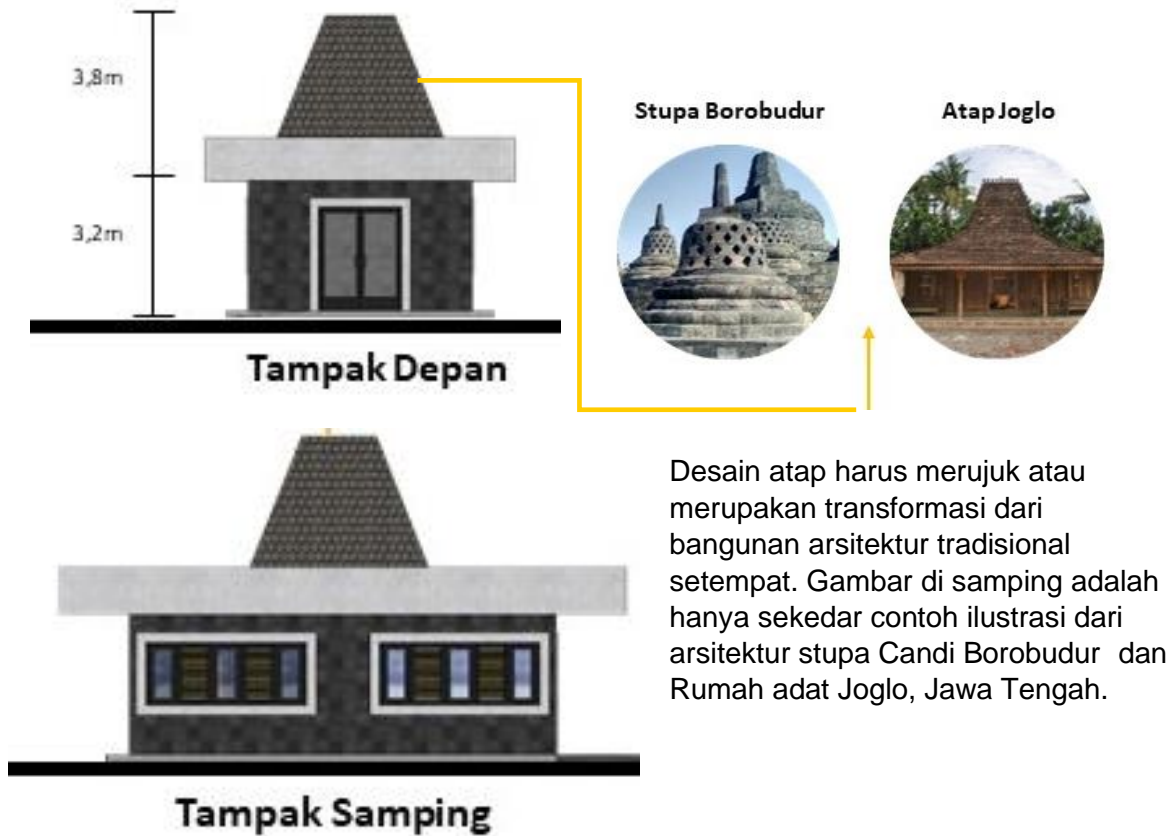 3,8m
3,2m
Tampak Depan
Stupa Borobudur
Atap Joglo
Desain atap harus merujuk atau
merupakan transformasi dari
bangunan arsitektur tradisional
setempat. Gambar di samping adalah
hanya sekedar contoh ilustrasi dari
arsitektur stupa Candi Borobudur dan
Rumah adat Joglo, Jawa Tengah.
Tampak Samping